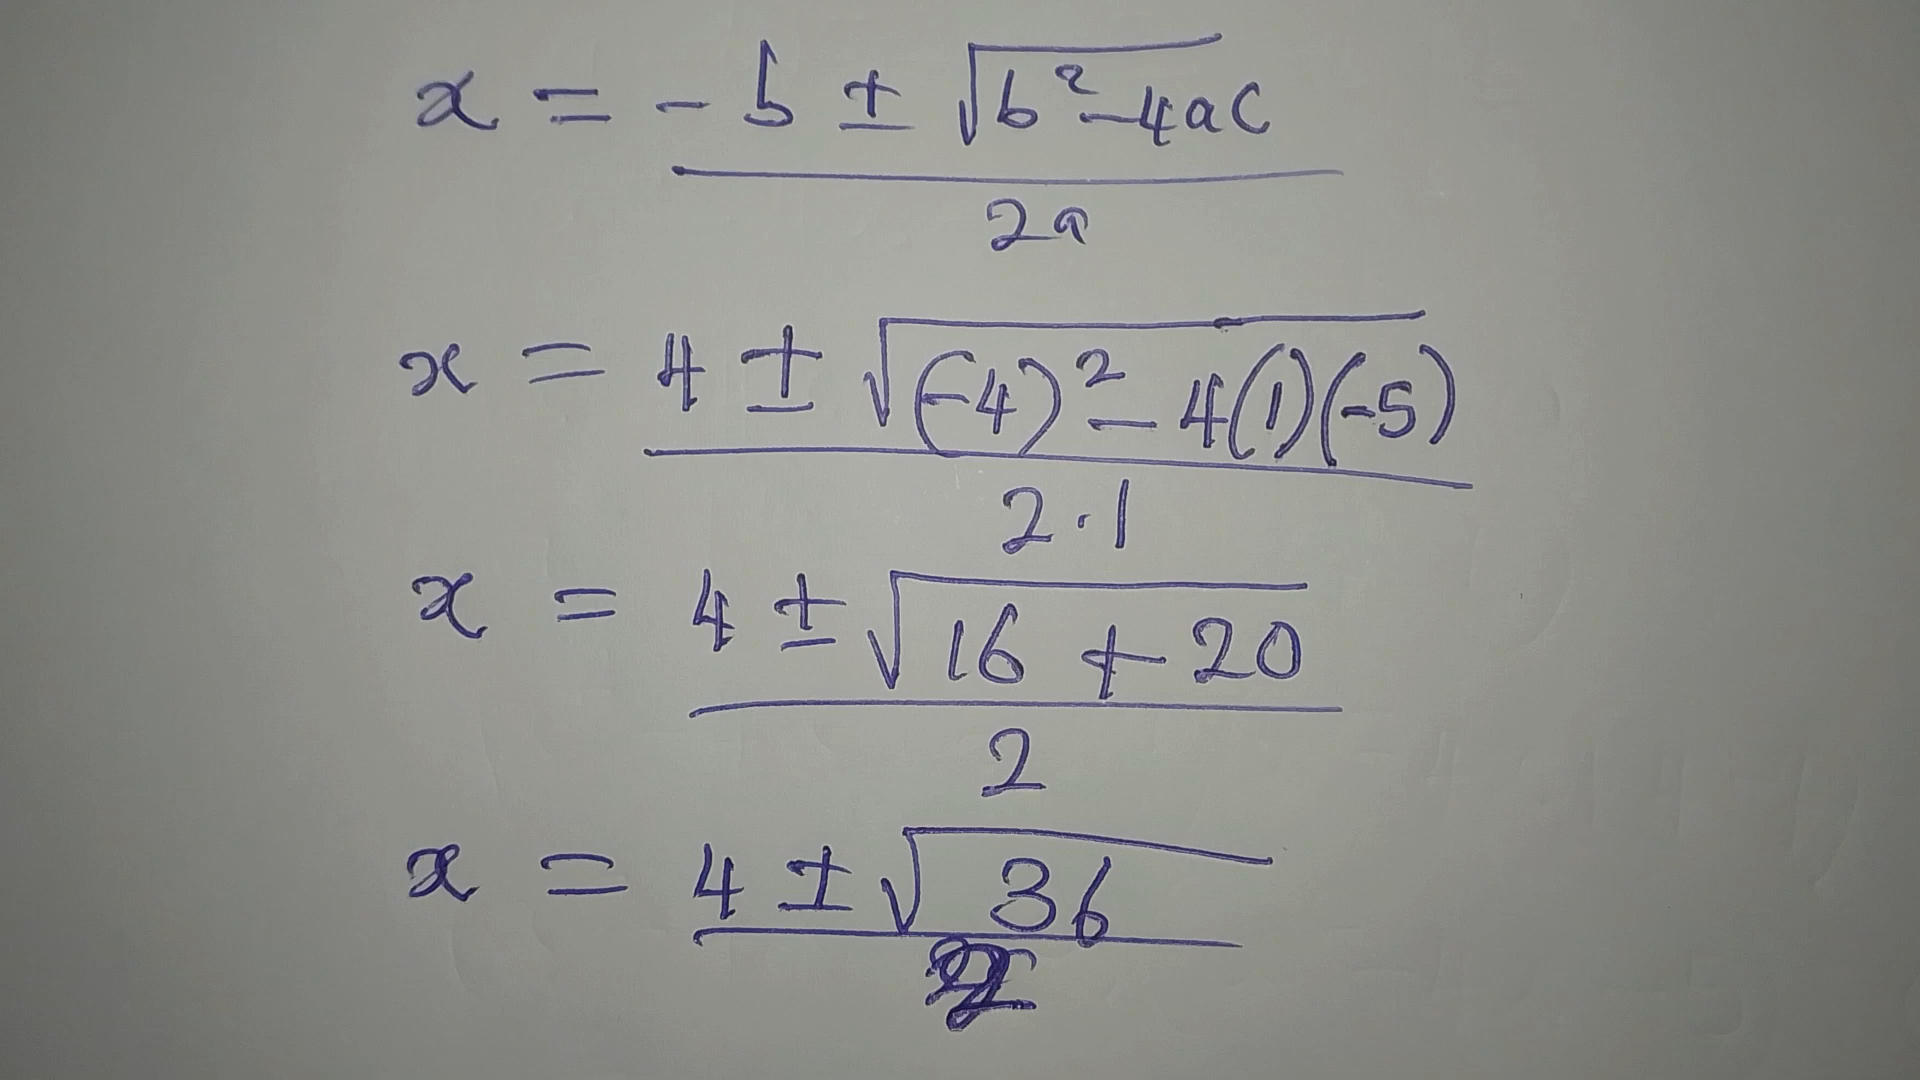 x = -b ± √b²-4ac
2a
x = 4 ± √(-4)² - 4(1)(-5)
2·1
x = 4 ± √16 + 20
2
x = 4 ± √36